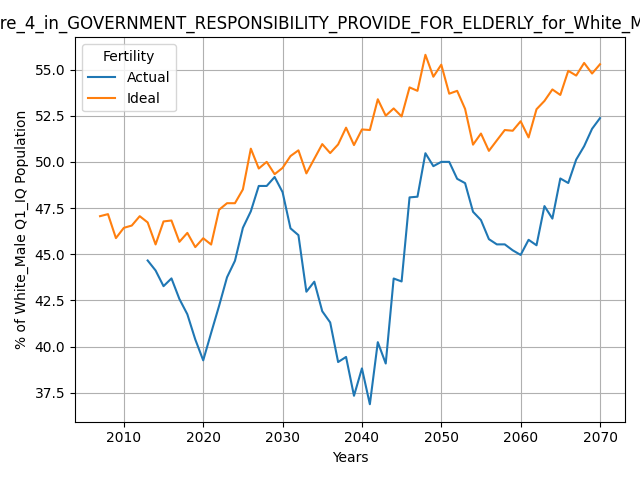 re_4_in_GOVERNMENT_RESPONSIBILITY_PROVIDE_FOR_ELDERLY_for_White_M
Fertility
Actual
Ideal
55.0
52.5
50.0
47.5
45.0
42.5
40.0
37.5
% of White_Male Q1_IQ Population
2010 2020 2030 2040 2050 2060 2070
Years